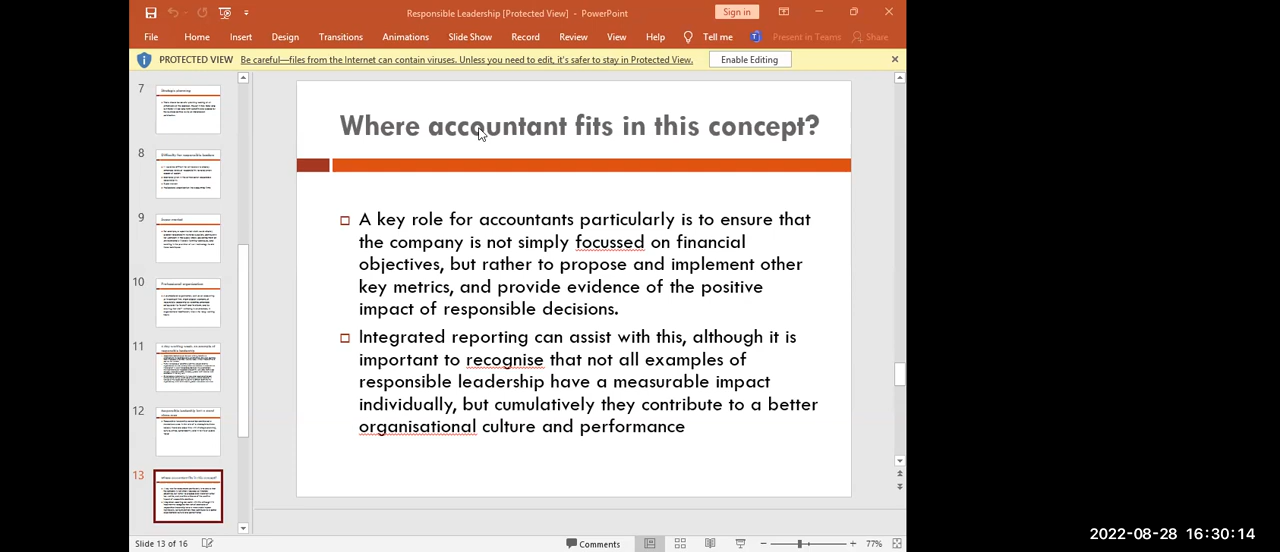 Responsible Leadership [Protected View] - PowerPoint
Sign in
File Home Insert Design Transitions Animations Slide Show Record Review View Help Tell me Present in Teams Share
PROTECTED VIEW Be careful—files from the Internet can contain viruses. Unless you need to edit, it's safer to stay in Protected View. Enable Editing
7
8
9
10
11
12
13
Where accountant fits in this concept?
A key role for accountants particularly is to ensure that
the company is not simply focussed on financial
objectives, but rather to propose and implement other
key metrics, and provide evidence of the positive
impact of responsible decisions.
Integrated reporting can assist with this, although it is
important to recognise that not all examples of
responsible leadership have a measurable impact
individually, but cumulatively they contribute to a better
organisational culture and performance
Slide 13 of 16
Comments
77%
2022-08-28 16:30:14